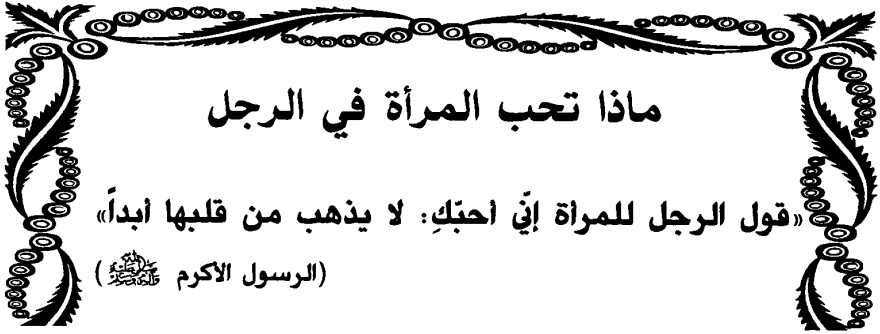 ماذا تحب المرأة في الرجل
«قول الرجل للمرأة إنّي أحبّكِ: لا يذهب من قلبها أبداً»
(الرسول الأكرم ﷺ)